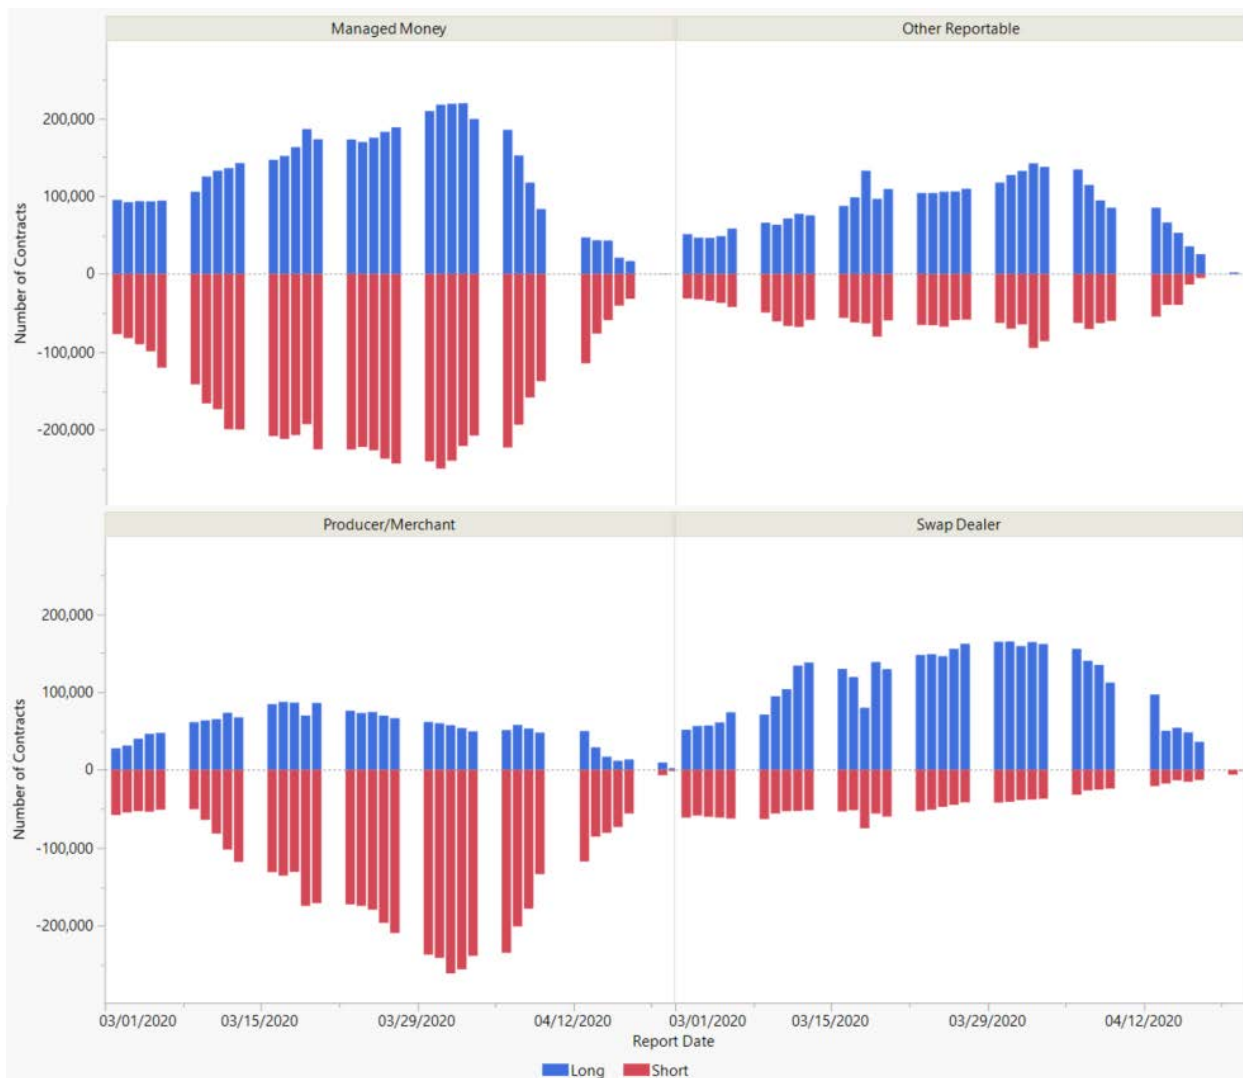 Managed Money
Other Reportable
Number of Contracts
200,000
100,000
0
-100,000
-200,000
Producer/Merchant
Swap Dealer
Number of Contracts
200,000
100,000
0
-100,000
-200,000
03/01/2020 03/15/2020 03/29/2020 04/12/2020 03/01/2020 03/15/2020 03/29/2020 04/12/2020
Report Date
Long Short